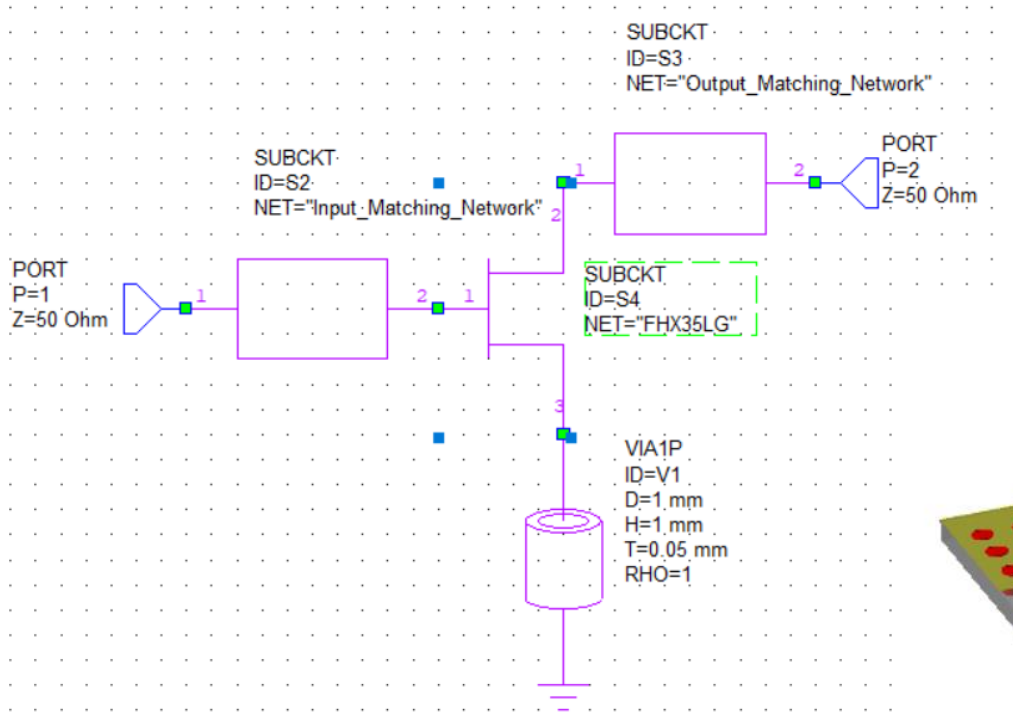 SUBCKT
ID=S3
NET="Output_Matching_Network"
PORT
P=2
Z=50 Ohm
1
2
SUBCKT
ID=S2
NET="Input_Matching_Network"
2
SUBCKT
ID=S4
NET="FHX35LG"
PORT
P=1
Z=50 Ohm
1
2
1
3
VIA1P
ID=V1
D=1 mm
H=1 mm
T=0.05 mm
RHO=1